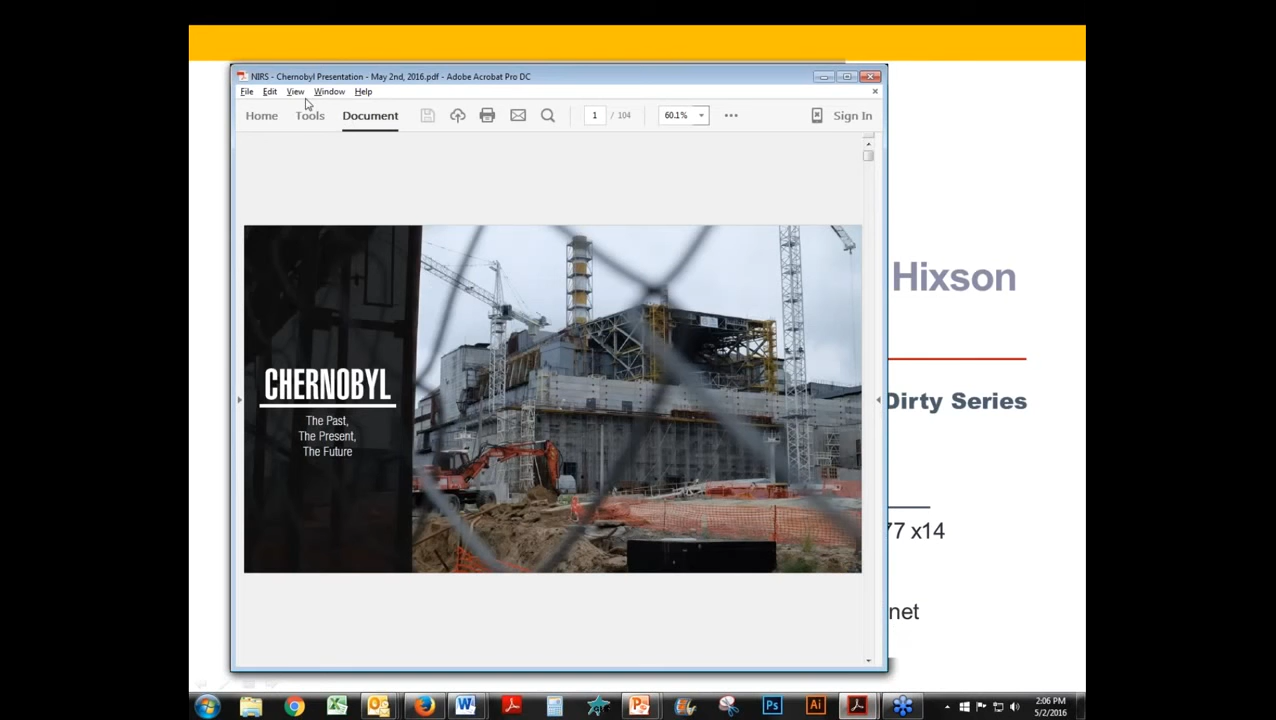 NIRS - Chernobyl Presentation - May 2nd, 2016.pdf - Adobe Acrobat Pro DC
File Edit View Window Help
Home Tools Document 1 / 104 60.1% Sign In
Hixson
CHERNOBYL
Dirty Series
The Past,
The Present,
The Future
77 x14
net
2:06 PM
5/2/2016